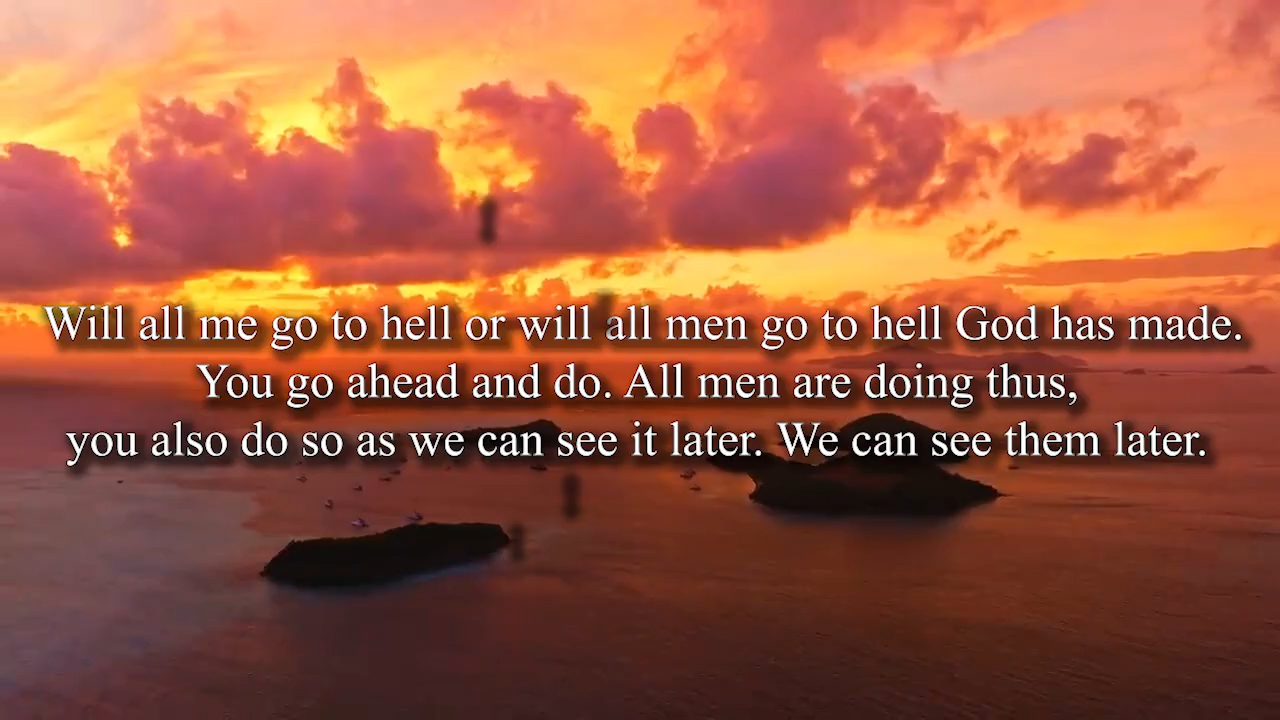 Will all me go to hell or will all men go to hell God has made.
You go ahead and do. All men are doing thus,
you also do so as we can see it later. We can see them later.